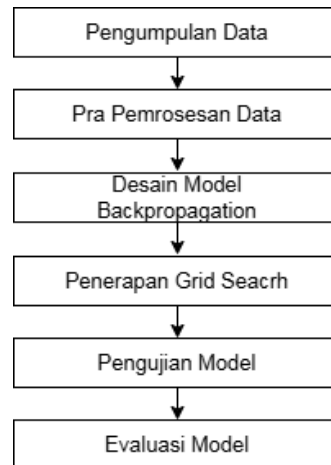 Pengumpulan Data
Pra Pemrosesan Data
Desain Model
Backpropagation
Penerapan Grid Seacrh
Pengujian Model
Evaluasi Model